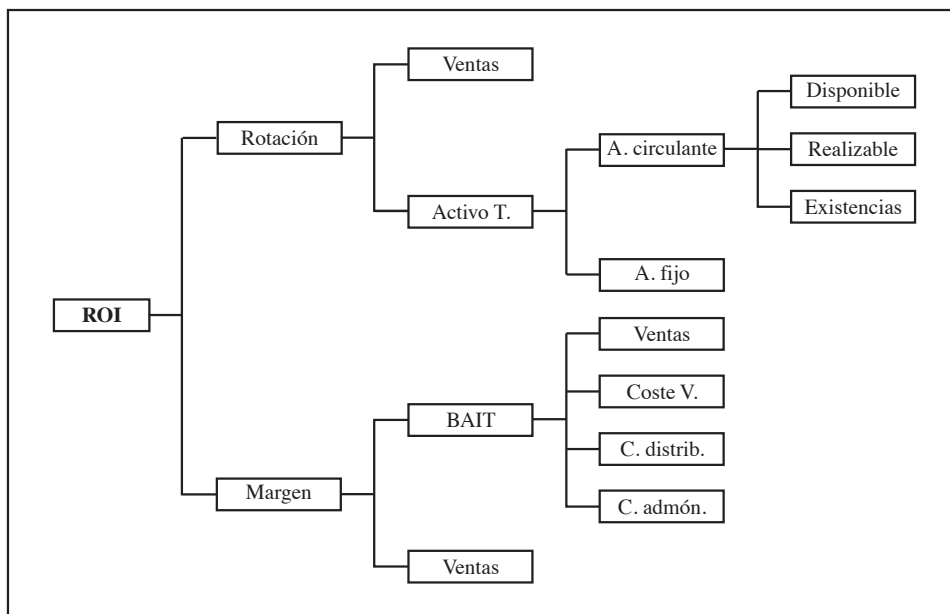 Ventas
Disponible
Rotación
A. circulante
Realizable
Activo T.
Existencias
A. fijo
ROI
Ventas
Coste V.
BAIT
C. distrib.
Margen
C. admón.
Ventas